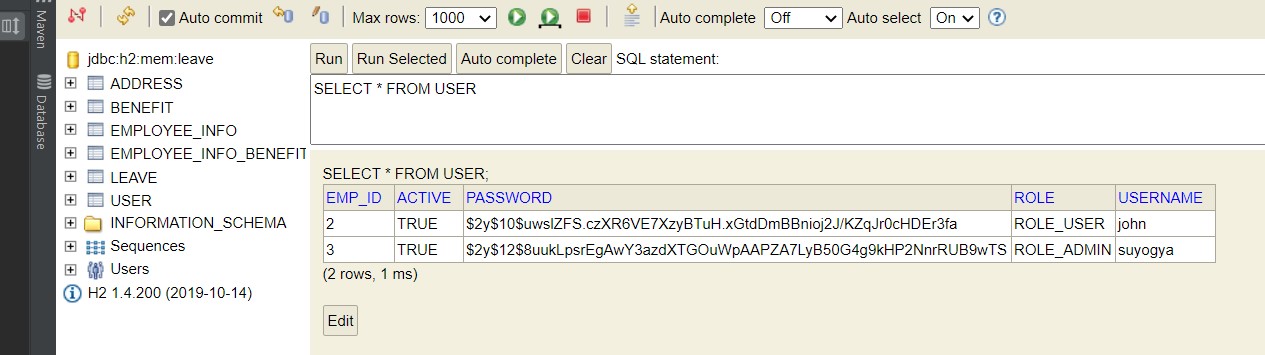 Auto commit Max rows: 1000 Auto complete Off Auto select On
Maven
Database
jdbc:h2:mem:leave
ADDRESS
BENEFIT
EMPLOYEE_INFO
EMPLOYEE_INFO_BENEFIT
LEAVE
USER
INFORMATION_SCHEMA
Sequences
Users
H2 1.4.200 (2019-10-14)
Run Run Selected Auto complete Clear SQL statement:
SELECT * FROM USER
SELECT * FROM USER;
EMP_ID ACTIVE PASSWORD ROLE USERNAME
2 TRUE $2y$10$uwslZFS.czXR6VE7XzyBTuH.xGtdDmBBnioj2J/KZqJr0cHDEr3fa ROLE_USER john
3 TRUE $2y$12$8uukLpsrEgAwY3azdXTGOuWpAAPZA7LyB50G4g9kHP2NnrRUB9wTS ROLE_ADMIN suyogya
(2 rows, 1 ms)
Edit